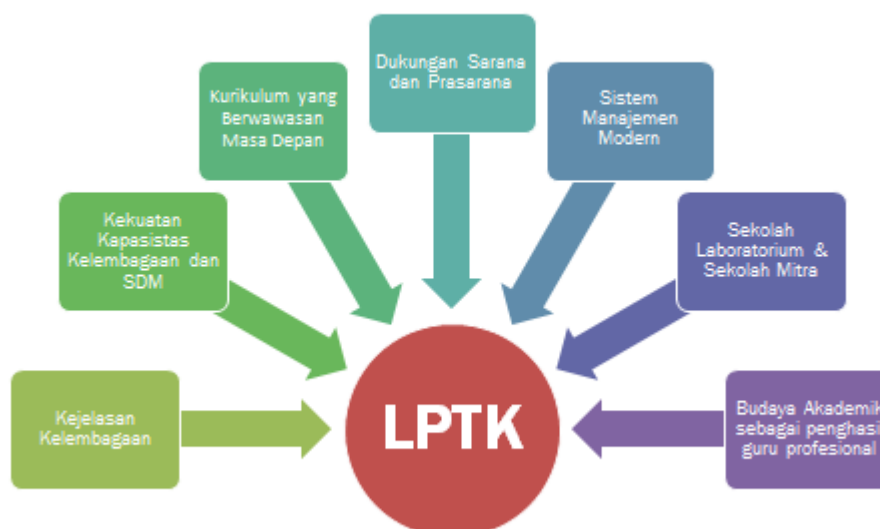 Dukungan Sarana
dan Prasarana
Kurikulum yang
Berwawasan
Masa Depan
Sistem
Manajemen
Modern
Kekuatan
Kapasistas
Kelembagaan dan
SDM
Sekolah
Laboratorium &
Sekolah Mitra
Kejelasan
Kelembagaan
LPTK
Budaya Akademik
sebagai penghasi
guru profesional